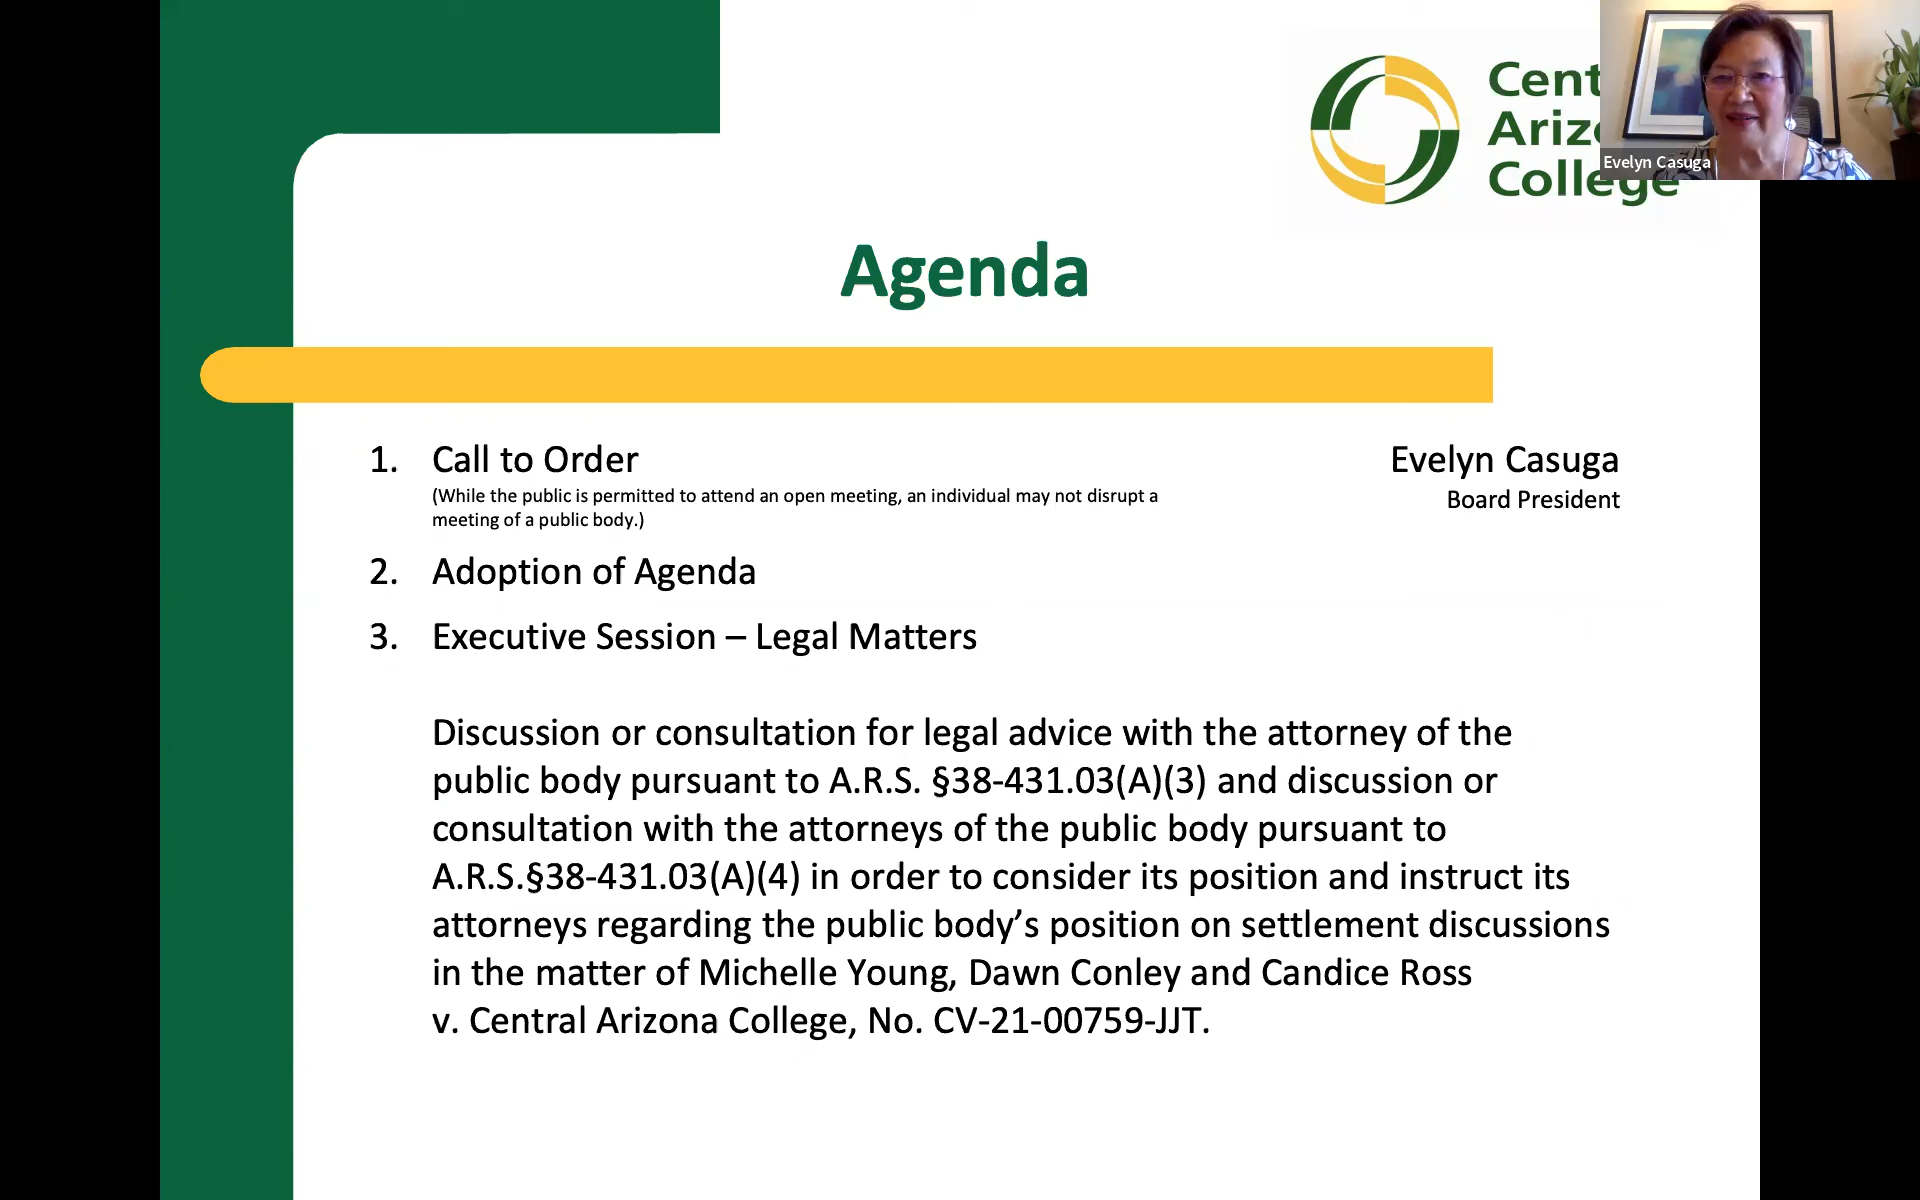 Cent
Ariz
College
Evelyn Casuga
Agenda
1. Call to Order
Evelyn Casuga
(While the public is permitted to attend an open meeting, an individual may not disrupt a
meeting of a public body.)
Board President
2. Adoption of Agenda
3. Executive Session – Legal Matters
Discussion or consultation for legal advice with the attorney of the
public body pursuant to A.R.S. §38-431.03(A)(3) and discussion or
consultation with the attorneys of the public body pursuant to
A.R.S.§38-431.03(A)(4) in order to consider its position and instruct its
attorneys regarding the public body’s position on settlement discussions
in the matter of Michelle Young, Dawn Conley and Candice Ross
v. Central Arizona College, No. CV-21-00759-JJT.